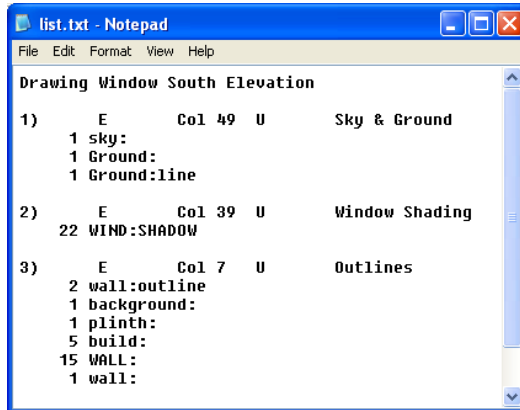 list.txt - Notepad
File Edit Format View Help
Drawing Window South Elevation
1) E Col 49 U Sky & Ground
1 sky:
1 Ground:
1 Ground:line
2) E Col 39 U Window Shading
22 WIND:SHADOW
3) E Col 7 U Outlines
2 wall:outline
1 background:
1 plinth:
5 build:
15 WALL:
1 wall: